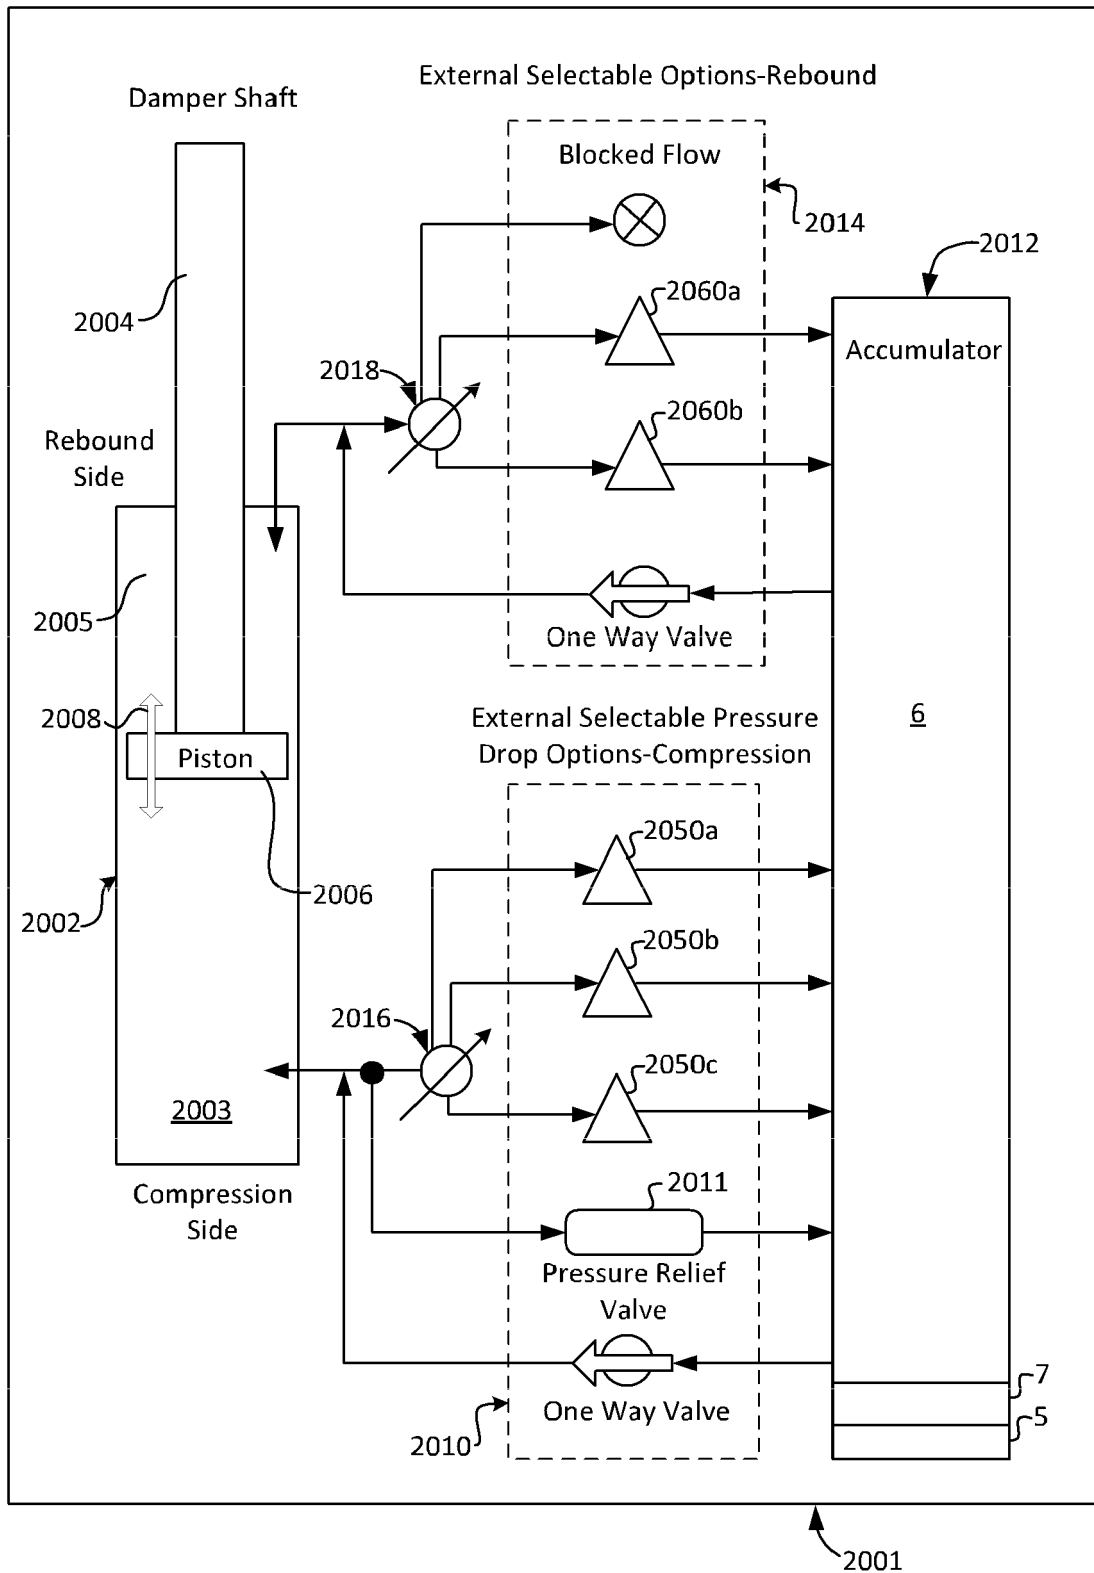 External Selectable Options-Rebound
Damper Shaft
Blocked Flow
2014
2012
2004
2060a
Accumulator
2018
2060b
Rebound
Side
2005
One Way Valve
2008
External Selectable Pressure
Drop Options-Compression
6
Piston
2050a
2006
2002
2050b
2016
2050c
2003
Compression
Side
2011
Pressure Relief
Valve
7
One Way Valve
5
2010
2001